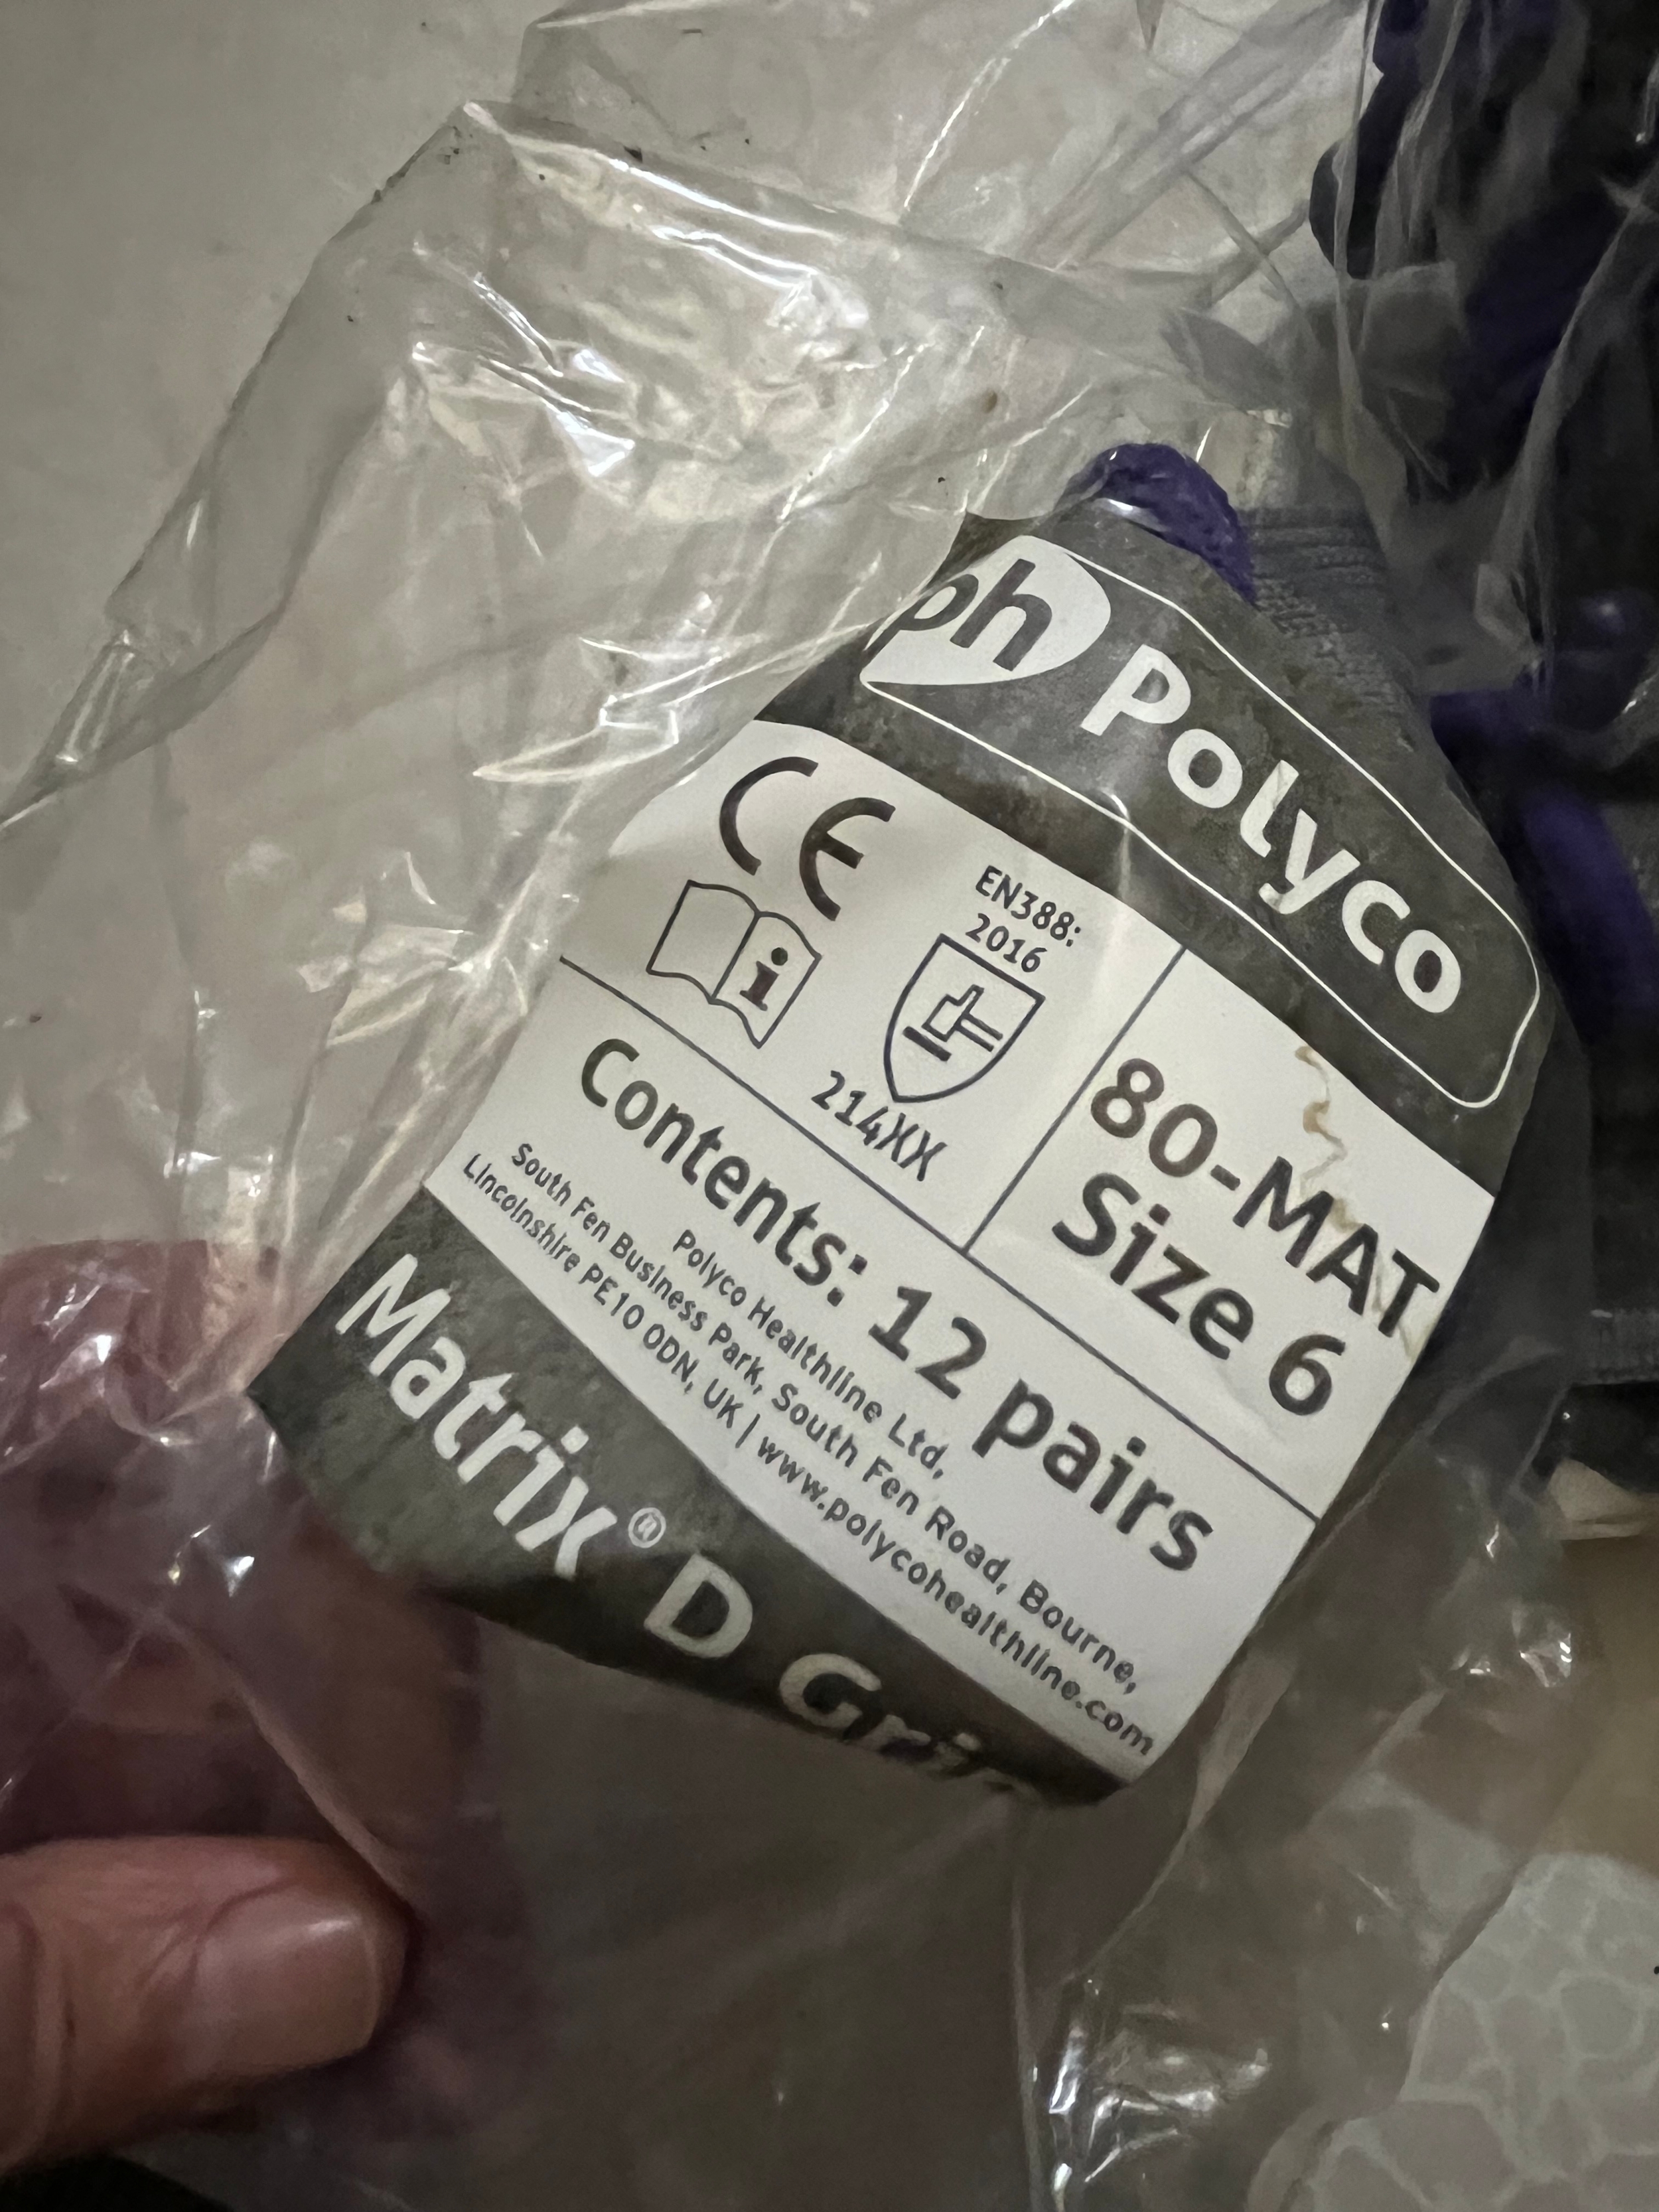 ph Polyco
CE
EN388:
2016
i
214XX
80-MAT
Size 6
Contents: 12 pairs
Polyco Healthline Ltd,
South Fen Business Park, South Fen Road, Bourne,
Lincolnshire PE10 0DN, UK | www.polycohealthline.com
Matrix® D Grip